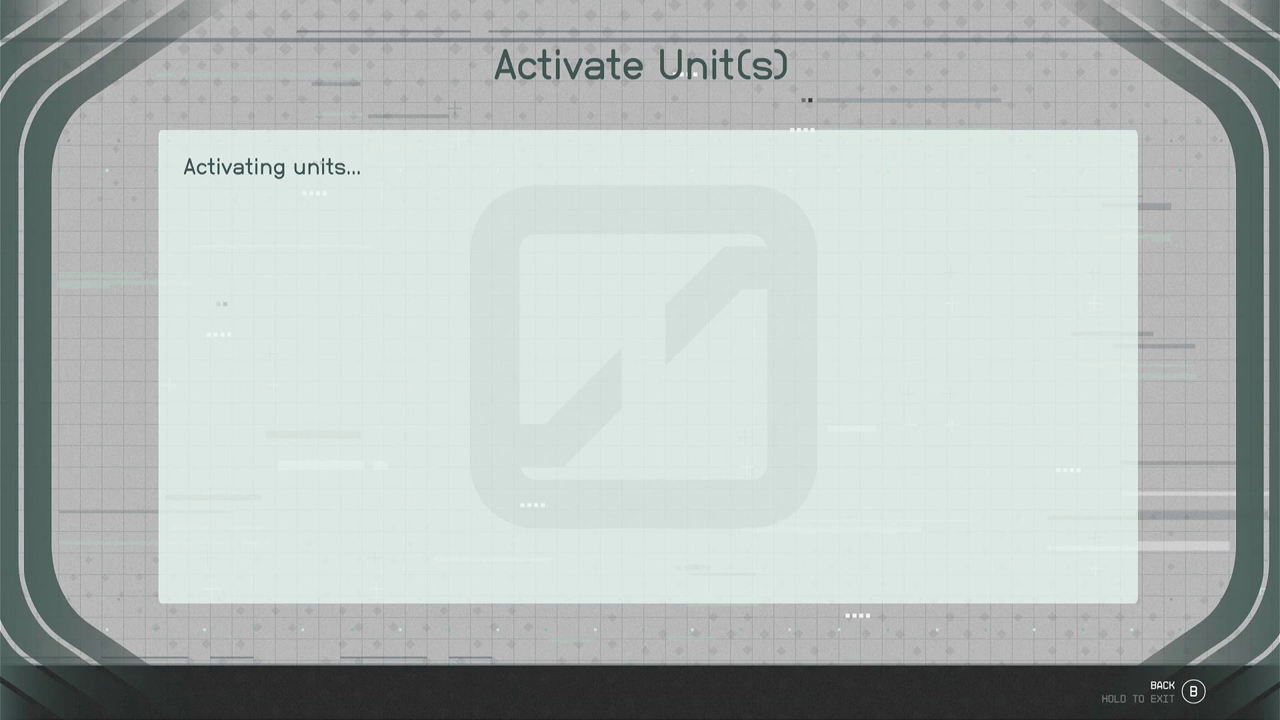 Activate Unit(s)
Activating units...
BACK
HOLD TO EXIT
B